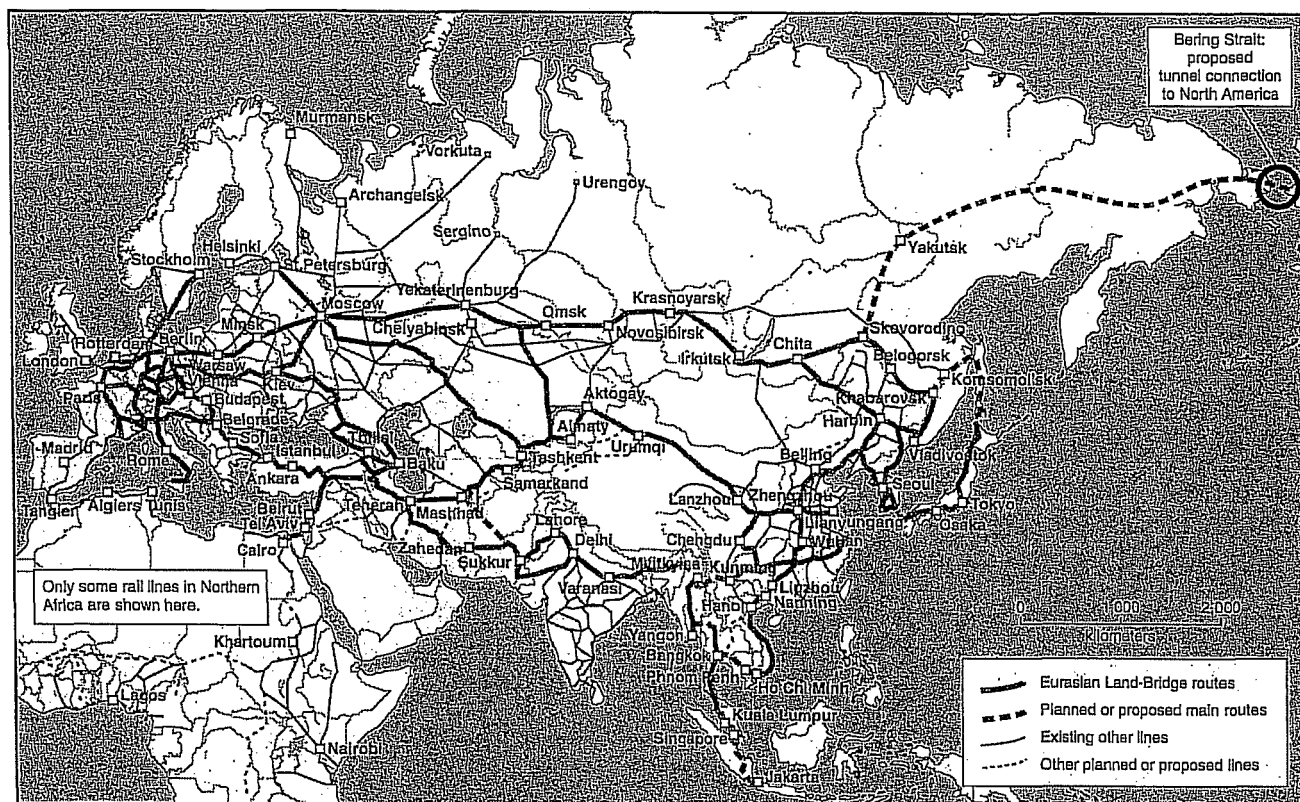 Bering Strait:
proposed
tunnel connection
to North America
Murmansk
Vorkuta
Urengoy
Archangelsk
Sergino
Yakutsk
Helsinki
Stockholm
St.Petersburg
Yekaterinenburg
Moscow
Krasnoyarsk
Omsk
Skovorodino
Minsk
Chelyabinsk
Novosibirsk
Rotterdam
Berlin
Chita
London
Irkutsk
Belogorsk
Warsaw
Komsomolsk
Vienna
Kiev
Paris
Budapest
Aktogay
Khabarovsk
Belgrade
Harbin
Almaty
Sofia
Tbilisi
Urumqi
Madrid
Istanbul
Tashkent
Beijing
Vladivostok
Rome
Baku
Ankara
Samarkand
Seoul
Teheran
Mashhad
Lanzhou
Zhengzhou
Tokyo
Tangier
Algiers
Tunis
Beirut
Lianyungang
Osaka
Tel Aviv
Lahore
Cairo
Zahedan
Delhi
Chengdu
Wuhan
Sukkur
Myitkyina
Kunming
Varanasi
Only some rail lines in Northern
Africa are shown here.
Liuzhou
Nanning
Hanoi
0 1 000 2 000
kilometers
Khartoum
Yangon
Bangkok
Phnom Penh
Ho Chi Minh
Lagos
Kuala Lumpur
Singapore
Nairobi
Jakarta
Eurasian Land-Bridge routes
Planned or proposed main routes
Existing other lines
Other planned or proposed lines